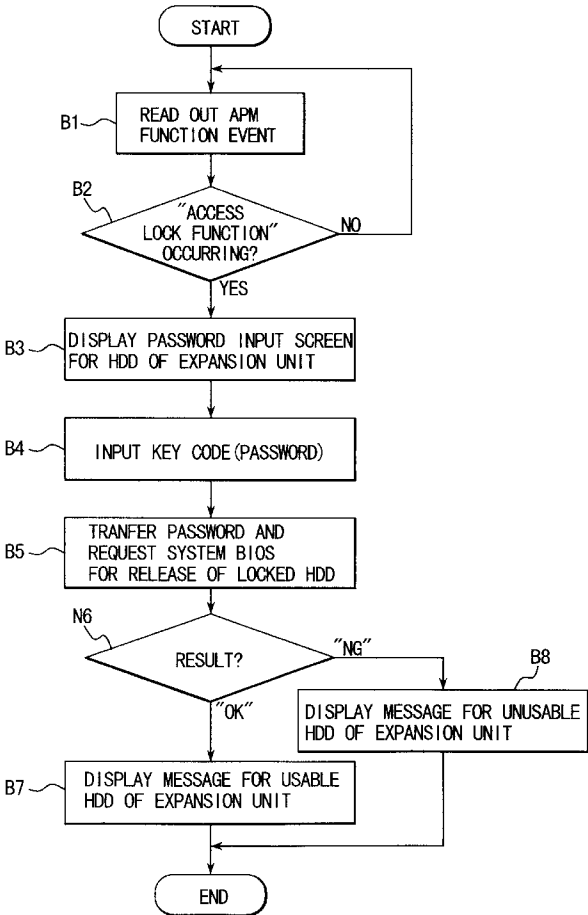 START
B1
READ OUT APM
FUNCTION EVENT
B2
"ACCESS
LOCK FUNCTION"
OCCURRING?
NO
YES
B3
DISPLAY PASSWORD INPUT SCREEN
FOR HDD OF EXPANSION UNIT
B4
INPUT KEY CODE(PASSWORD)
B5
TRANFER PASSWORD AND
REQUEST SYSTEM BIOS
FOR RELEASE OF LOCKED HDD
N6
RESULT?
"NG"
"OK"
B8
DISPLAY MESSAGE FOR UNUSABLE
HDD OF EXPANSION UNIT
B7
DISPLAY MESSAGE FOR USABLE
HDD OF EXPANSION UNIT
END